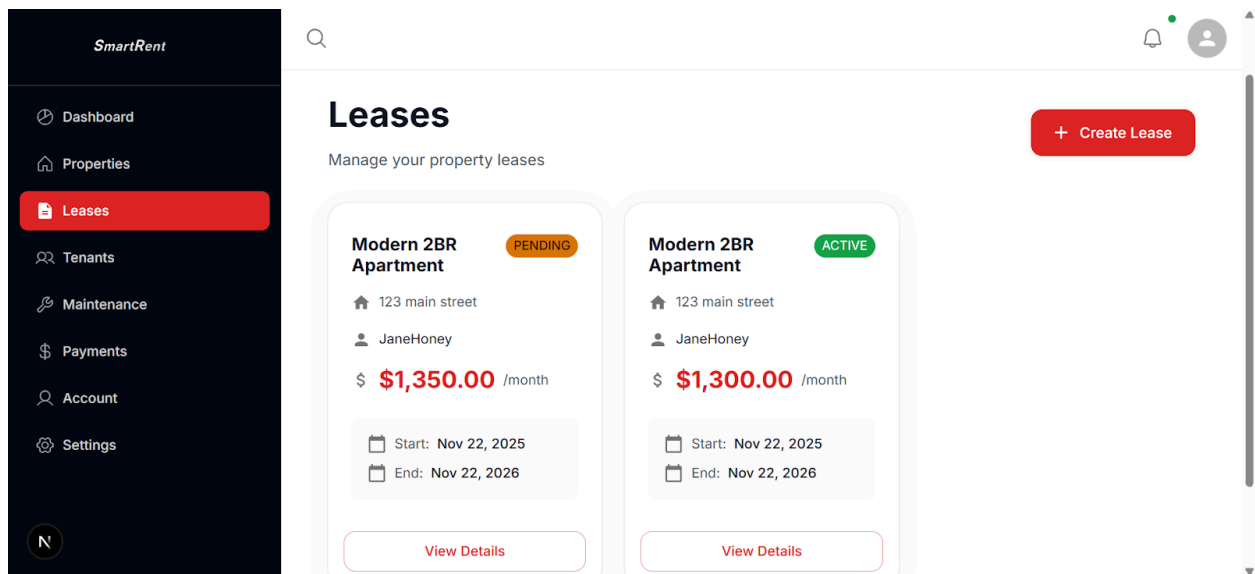 SmartRent
Dashboard
Properties
Leases
Tenants
Maintenance
Payments
Account
Settings
N
Leases
Manage your property leases
+ Create Lease
Modern 2BR
Apartment
PENDING
123 main street
JaneHoney
$ $1,350.00 /month
Start: Nov 22, 2025
End: Nov 22, 2026
View Details
Modern 2BR
Apartment
ACTIVE
123 main street
JaneHoney
$ $1,300.00 /month
Start: Nov 22, 2025
End: Nov 22, 2026
View Details